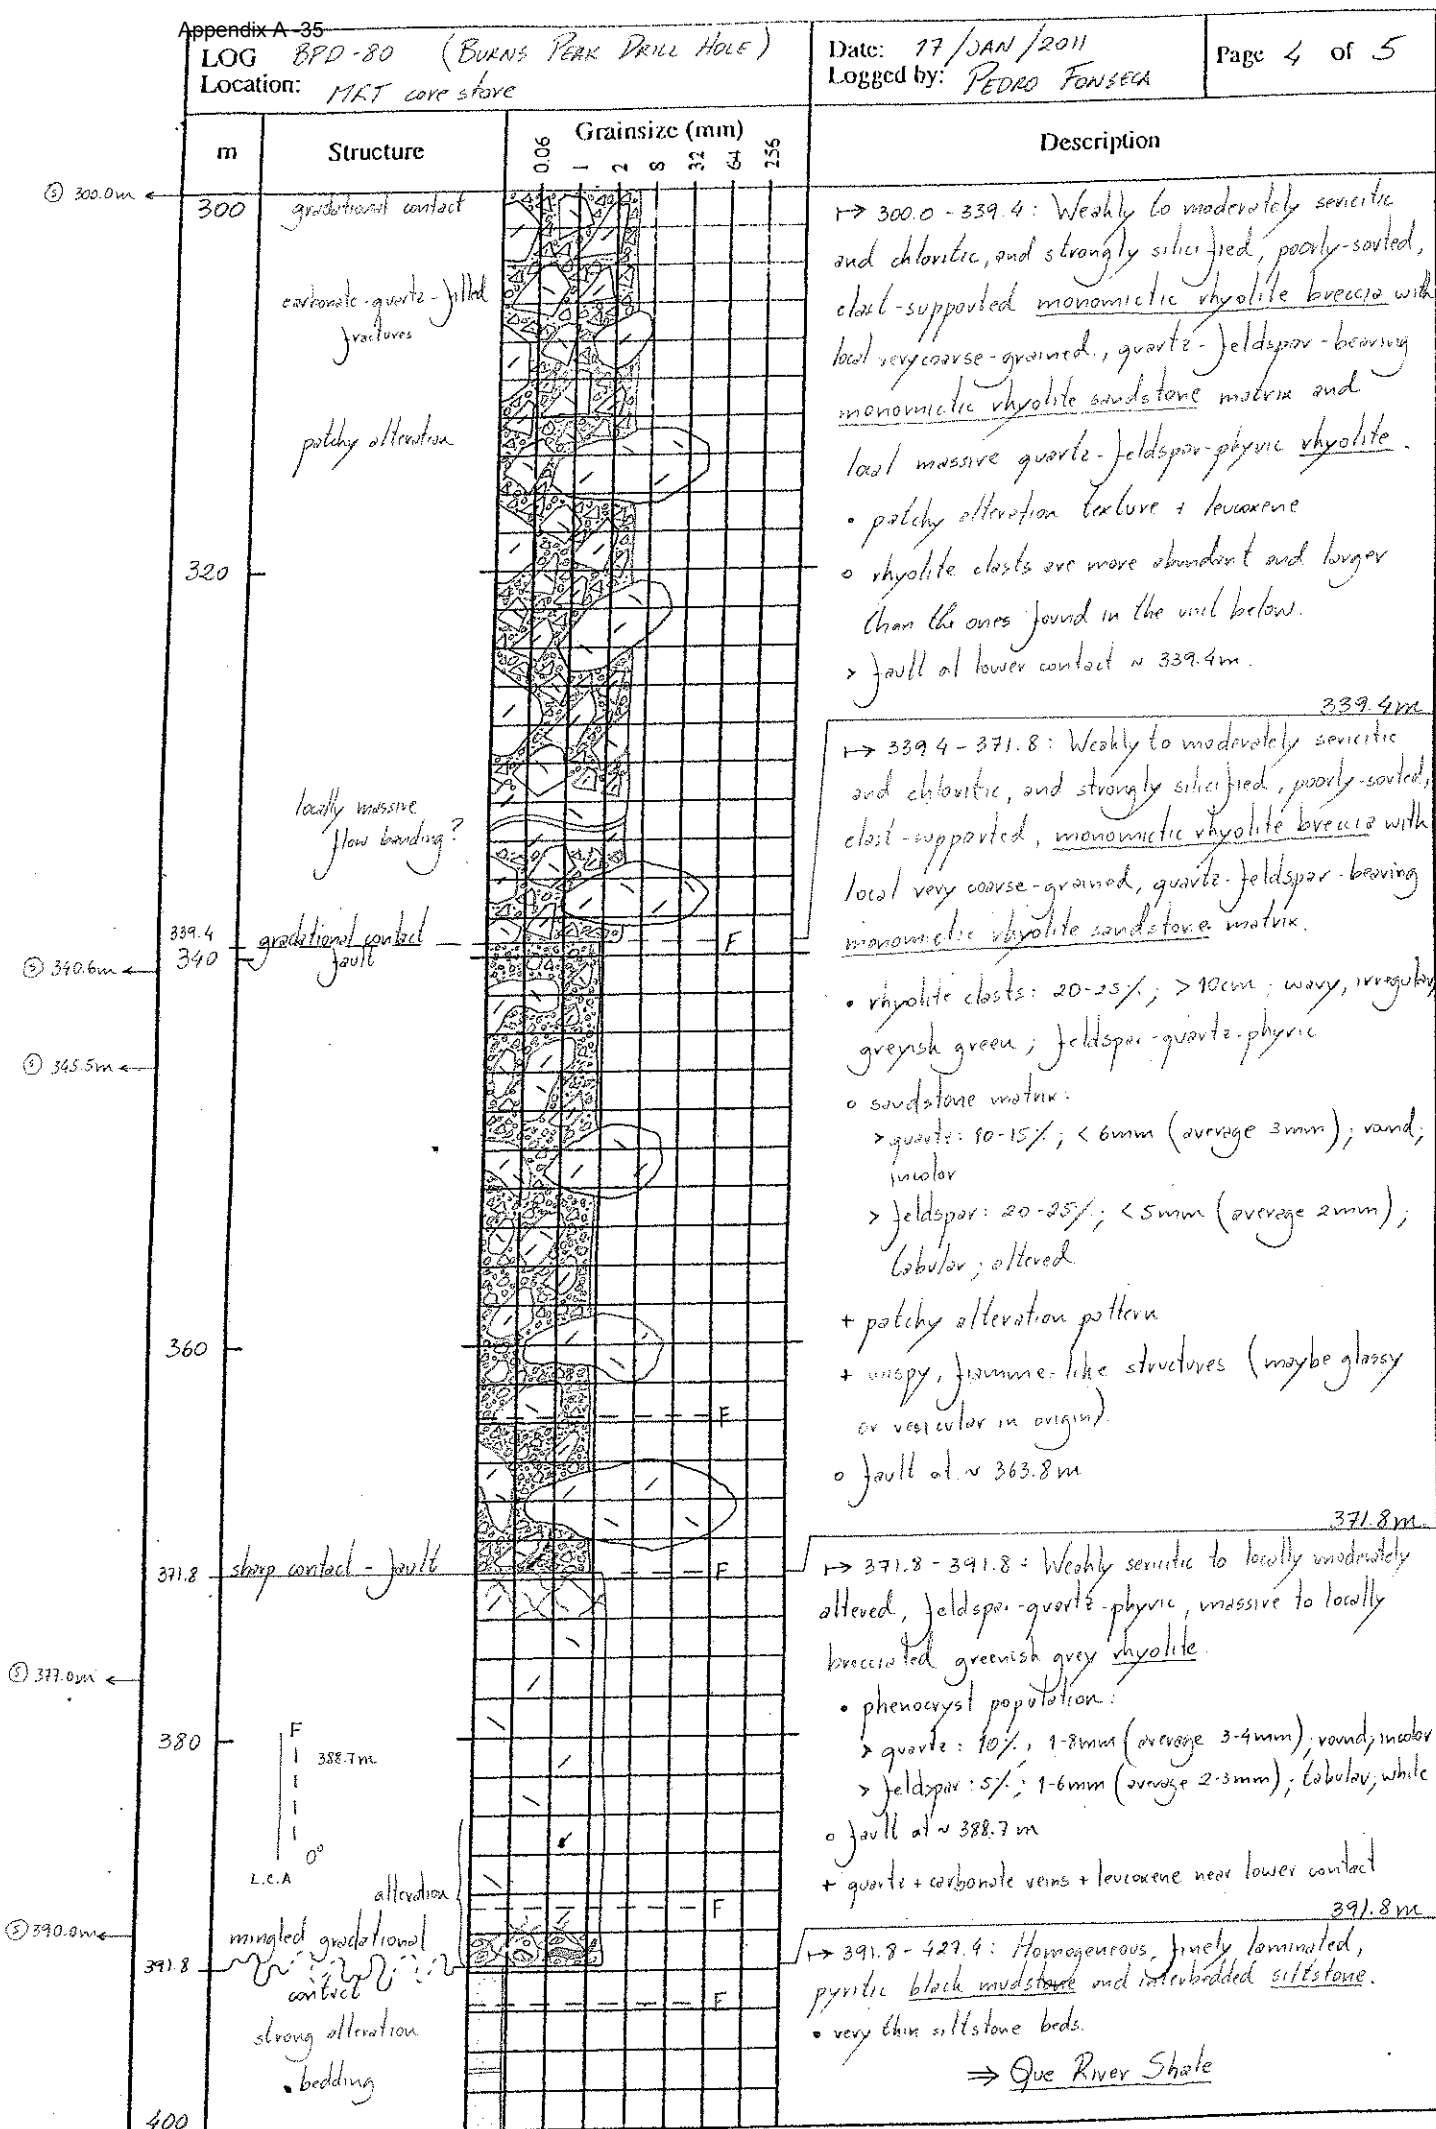 Appendix A -35
LOG BPD-80 (BURNS PEAK DRILL HOLE)
Location: MRT core store
Date: 17/JAN/2011
Logged by: PEDRO FONSECA
Page 4 of 5
m
Structure
Grainsize (mm)
0.06 1 2 8 32 64 256
Description
Ⓢ 300.0m ←
300
gradational contact
carbonate-quartz-filled
fractures
patchy alteration
320
locally massive
flow banding?
339.4
gradational contact
fault
F
340
Ⓢ 340.6m ←
Ⓢ 345.5m ←
360
F
371.8
sharp contact - fault
F
Ⓢ 377.0m ←
380
F
388.7m
0°
L.C.A
alteration
F
Ⓢ 390.0m ←
mingled gradational
391.8
contact
F
strong alteration
bedding
400
↦ 300.0 - 339.4: Weakly to moderately sericitic
and chloritic, and strongly silicified, poorly-sorted,
clast-supported monomictic rhyolite breccia with
local very coarse-grained, quartz-feldspar-bearing
monomictic rhyolite sandstone matrix and
local massive quartz-feldspar-phyric rhyolite.
• patchy alteration texture + leucoxene
o rhyolite clasts are more abundant and larger
than the ones found in the unit below.
> fault at lower contact ~ 339.4m.
339.4m
↦ 339.4 - 371.8: Weakly to moderately sericitic
and chloritic, and strongly silicified, poorly-sorted,
clast-supported, monomictic rhyolite breccia with
local very coarse-grained, quartz-feldspar-bearing
monomictic rhyolite sandstone matrix.
• rhyolite clasts: 20-25%; > 10cm; wavy, irregular,
greyish green; feldspar-quartz-phyric
o sandstone matrix:
> quartz: 10-15%; < 6mm (average 3mm); round;
incolor
> feldspar: 20-25%; < 5mm (average 2mm);
tabular; altered
+ patchy alteration pattern
+ wispy, fiamme-like structures (maybe glassy
or vesicular in origin).
o fault at ~ 363.8m
371.8m
↦ 371.8 - 391.8: Weakly sericitic to locally moderately
altered, feldspar-quartz-phyric, massive to locally
brecciated greenish grey rhyolite.
• phenocryst population:
> quartz: 10%; 1-8mm (average 3-4mm); round; incolor
> feldspar: 5%; 1-6mm (average 2-3mm); tabular; white
o fault at ~ 388.7m
+ quartz + carbonate veins + leucoxene near lower contact
391.8m
↦ 391.8 - 427.4: Homogeneous, finely laminated,
pyritic black mudstone and interbedded siltstone.
• very thin siltstone beds.
⇒ Que River Shale